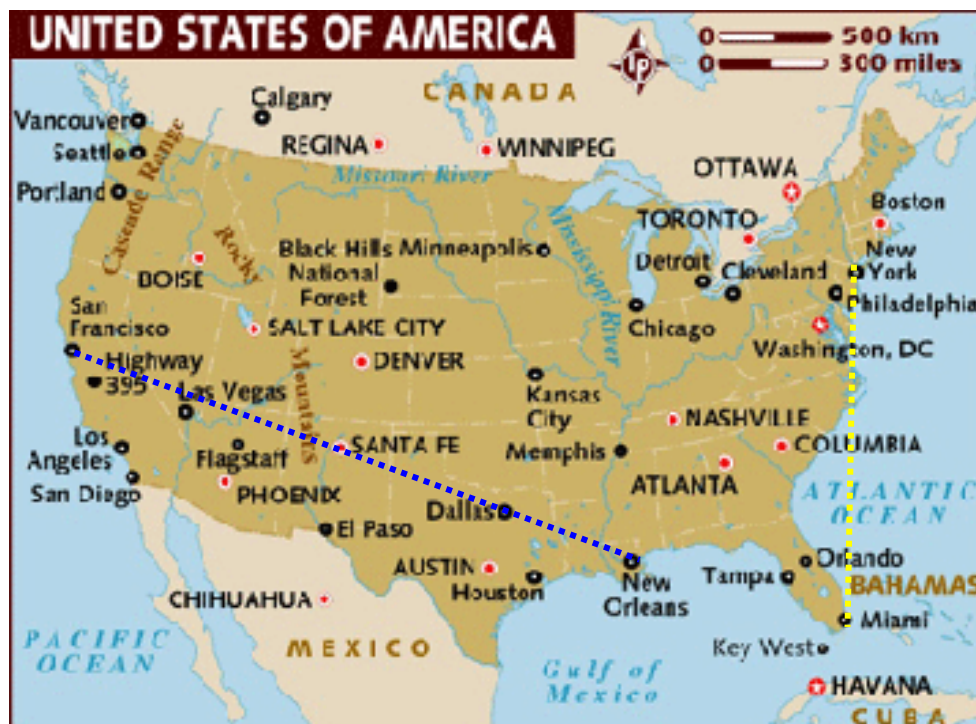 UNITED STATES OF AMERICA
0 500 km
0 300 miles
CANADA
Calgary
Vancouver
Seattle
Cascade Range
REGINA
WINNIPEG
Missouri River
OTTAWA
Portland
Boston
TORONTO
BOISE
Rocky
Mountains
Black Hills
National
Forest
Minneapolis
Mississippi River
Detroit
Cleveland
New
York
San
Francisco
SALT LAKE CITY
Chicago
Philadelphia
Highway
395
DENVER
Washington, DC
Las Vegas
Kansas
City
NASHVILLE
Los
Angeles
Flagstaff
SANTA FE
Memphis
COLUMBIA
San Diego
PHOENIX
ATLANTA
ATLANTIC
OCEAN
Dallas
El Paso
AUSTIN
Houston
New
Orleans
Orlando
Tampa
BAHAMAS
CHIHUAHUA
Miami
PACIFIC
OCEAN
MEXICO
Gulf of
Mexico
Key West
HAVANA
CUBA
LP